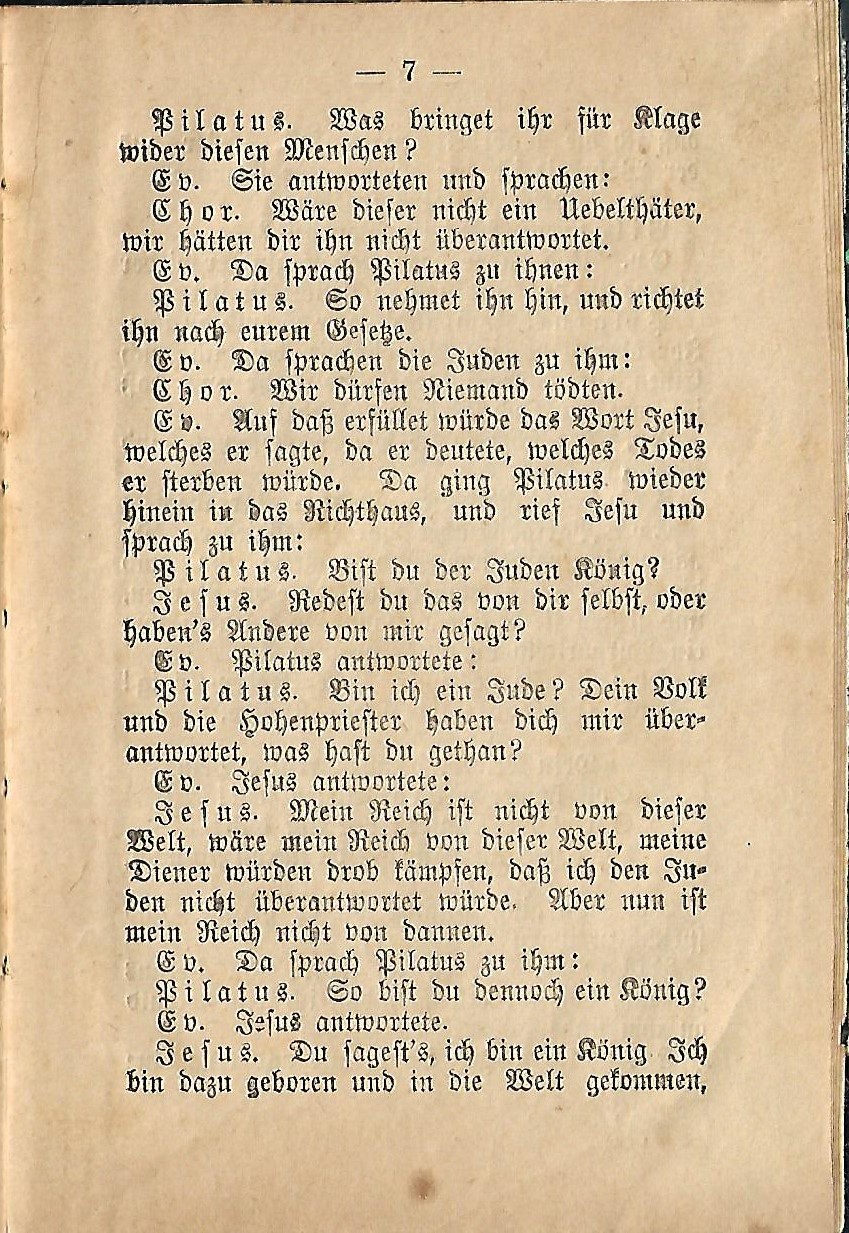 — 7 —
Pilatus. Was bringet ihr für Klage
wider diesen Menschen?
Ev. Sie antworteten und sprachen:
Chor. Wäre dieser nicht ein Uebelthäter,
wir hätten dir ihn nicht überantwortet.
Ev. Da sprach Pilatus zu ihnen:
Pilatus. So nehmet ihn hin, und richtet
ihn nach eurem Gesetze.
Ev. Da sprachen die Juden zu ihm:
Chor. Wir dürfen Niemand tödten.
Ev. Auf daß erfüllet würde das Wort Jesu,
welches er sagte, da er deutete, welches Todes
er sterben würde. Da ging Pilatus wieder
hinein in das Richthaus, und rief Jesu und
sprach zu ihm:
Pilatus. Bist du der Juden König?
Jesus. Redest du das von dir selbst, oder
haben's Andere von mir gesagt?
Ev. Pilatus antwortete:
Pilatus. Bin ich ein Jude? Dein Volk
und die Hohenpriester haben dich mir über-
antwortet, was hast du gethan?
Ev. Jesus antwortete:
Jesus. Mein Reich ist nicht von dieser
Welt, wäre mein Reich von dieser Welt, meine
Diener würden drob kämpfen, daß ich den Ju-
den nicht überantwortet würde. Aber nun ist
mein Reich nicht von dannen.
Ev. Da sprach Pilatus zu ihm:
Pilatus. So bist du dennoch ein König?
Ev. Jesus antwortete.
Jesus. Du sagest's, ich bin ein König Ich
bin dazu geboren und in die Welt gekommen,